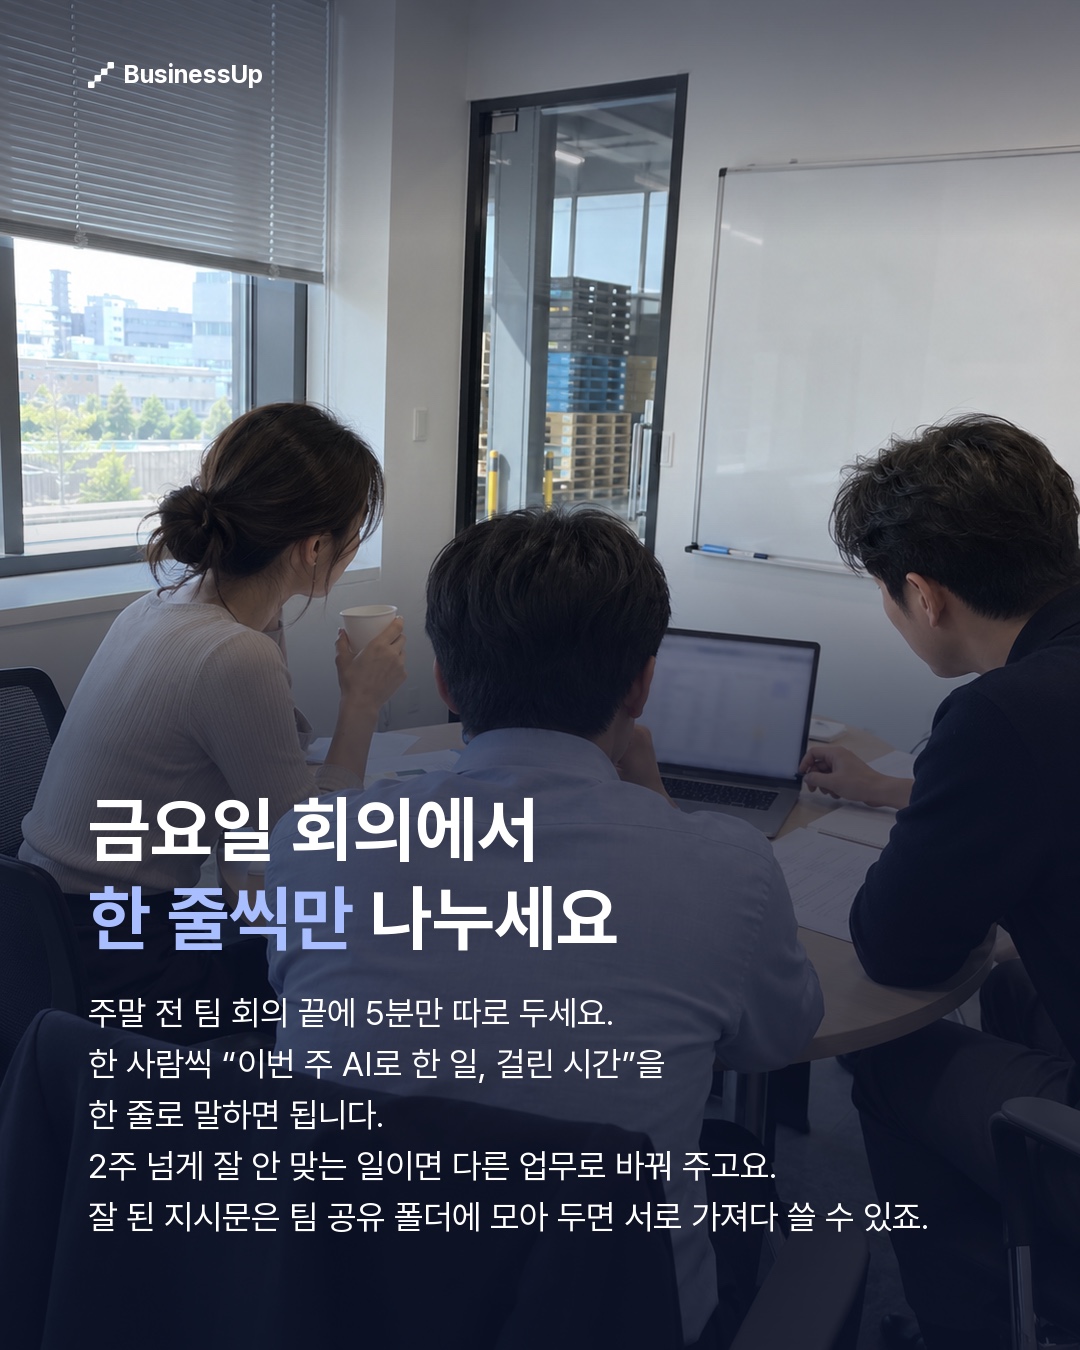 BusinessUp
금요일 회의에서
한 줄씩만 나누세요
주말 전 팀 회의 끝에 5분만 따로 두세요.
한 사람씩 “이번 주 AI로 한 일, 걸린 시간”을
한 줄로 말하면 됩니다.
2주 넘게 잘 안 맞는 일이면 다른 업무로 바꿔 주고요.
잘 된 지시문은 팀 공유 폴더에 모아 두면 서로 가져다 쓸 수 있죠.